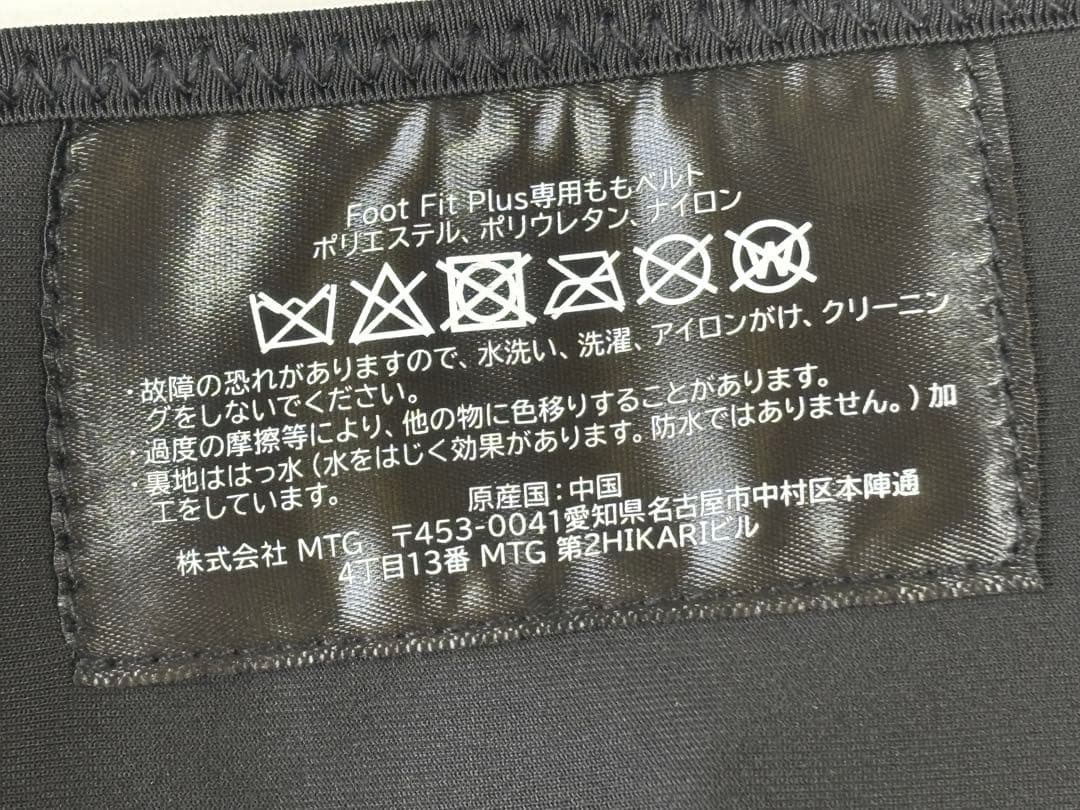 Foot Fit Plus専用ももベルト
ポリエステル、ポリウレタン、ナイロン
W
・故障の恐れがありますので、水洗い、洗濯、アイロンがけ、クリーニン
グをしないでください。
・過度の摩擦等により、他の物に色移りすることがあります。
・裏地ははっ水（水をはじく効果があります。防水ではありません。）加
工をしています。
原産国：中国
株式会社 MTG 〒453-0041愛知県名古屋市中村区本陣通
4丁目13番 MTG 第2HIKARIビル